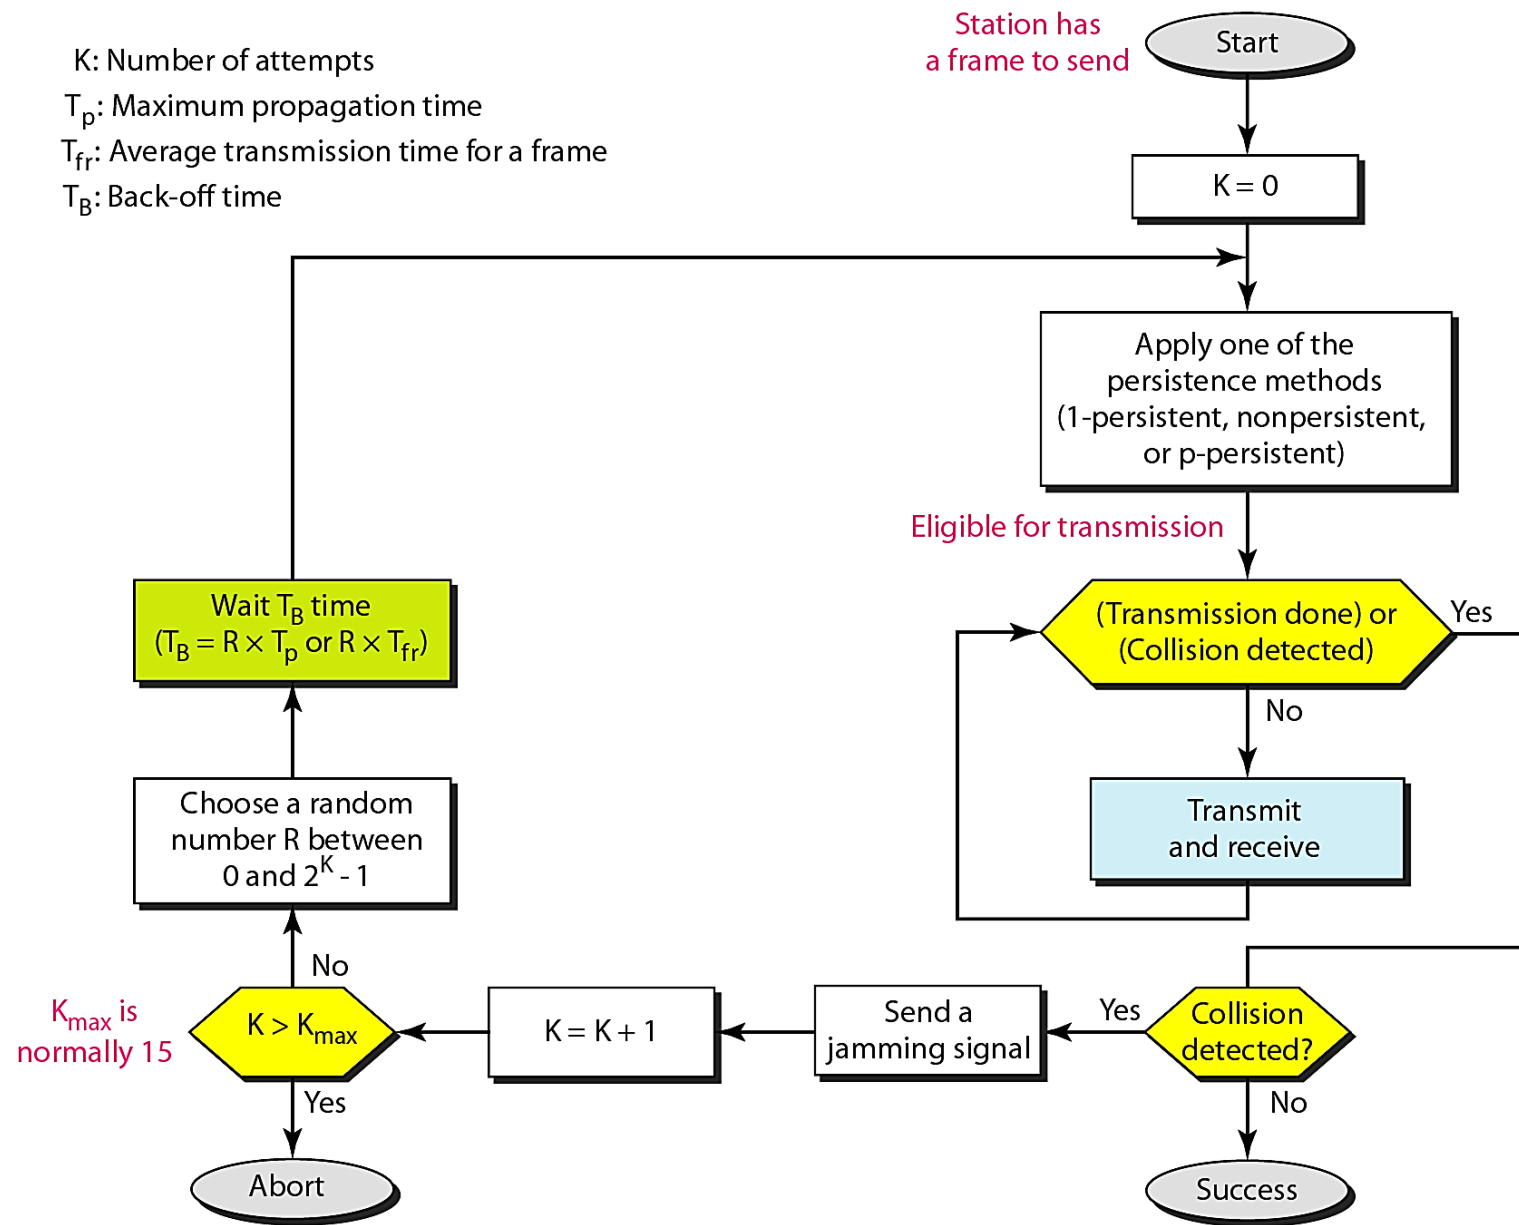 K: Number of attempts
Tp: Maximum propagation time
Tfr: Average transmission time for a frame
TB: Back-off time
Station has
a frame to send
Start
K = 0
Apply one of the
persistence methods
(1-persistent, nonpersistent,
or p-persistent)
Eligible for transmission
(Transmission done) or
(Collision detected)
Yes
No
Transmit
and receive
Collision
detected?
Yes
No
Success
Send a
jamming signal
K = K + 1
K > Kmax
Kmax is
normally 15
Yes
Abort
No
Choose a random
number R between
0 and 2^K - 1
Wait TB time
(TB = R × Tp or R × Tfr)